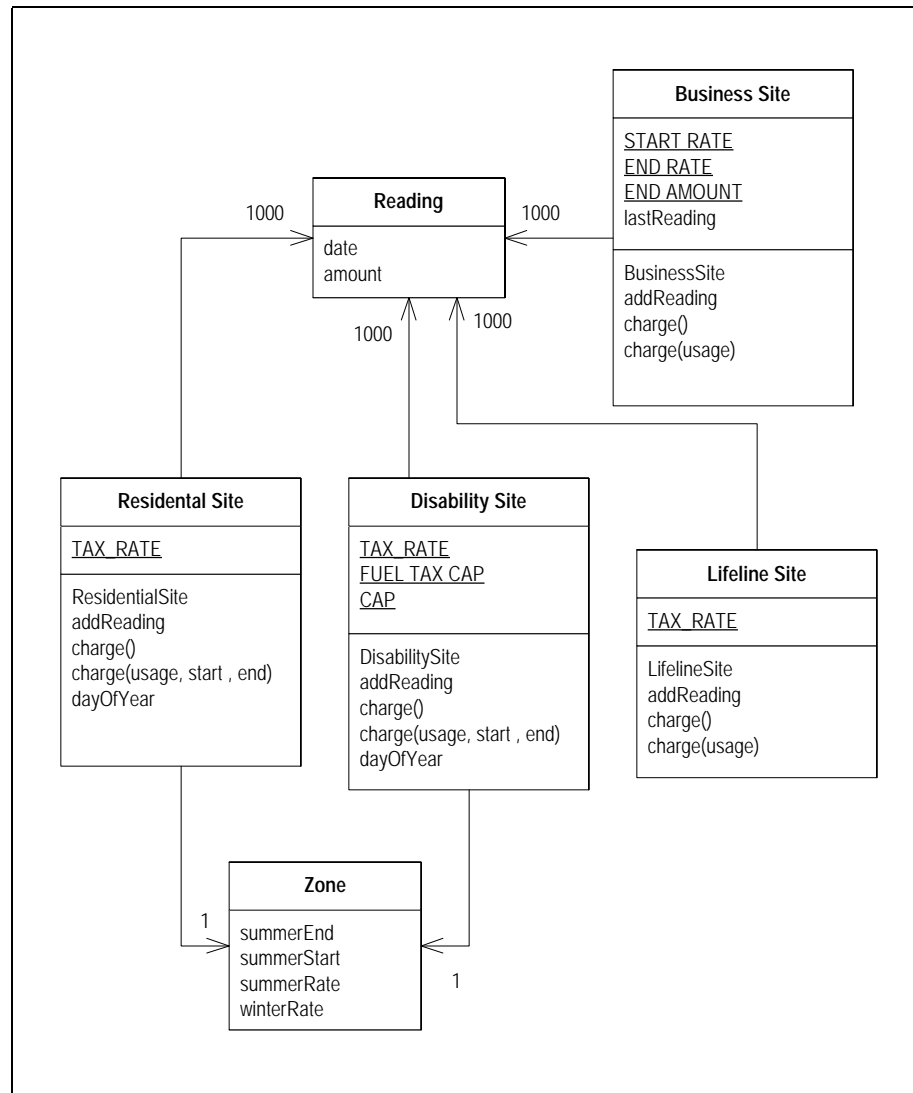 Business Site
START RATE
END RATE
END AMOUNT
lastReading
BusinessSite
addReading
charge()
charge(usage)
Reading
date
amount
1000
1000
1000
1000
Residental Site
TAX_RATE
ResidentialSite
addReading
charge()
charge(usage, start , end)
dayOfYear
Disability Site
TAX_RATE
FUEL TAX CAP
CAP
DisabilitySite
addReading
charge()
charge(usage, start , end)
dayOfYear
Lifeline Site
TAX_RATE
LifelineSite
addReading
charge()
charge(usage)
Zone
summerEnd
summerStart
summerRate
winterRate
1
1